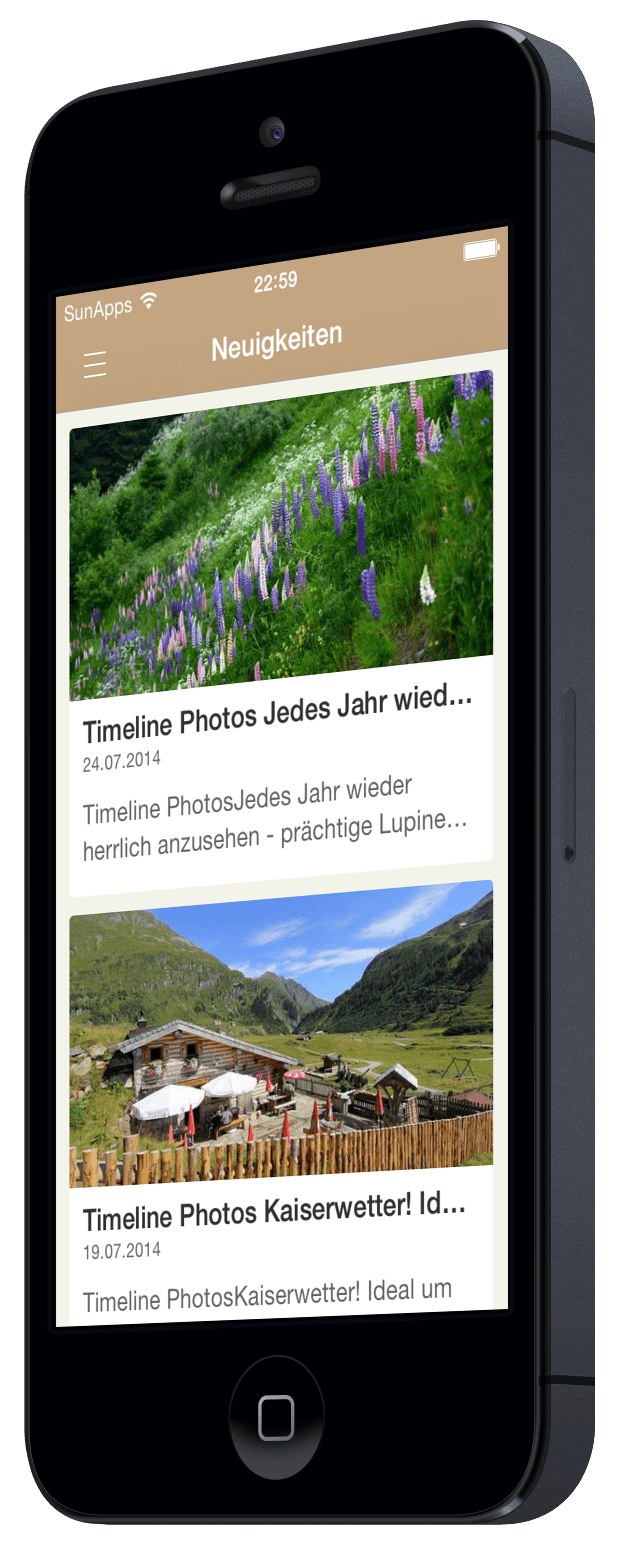 SunApps 22:59
Neuigkeiten
Timeline Photos Jedes Jahr wied...
24.07.2014
Timeline PhotosJedes Jahr wieder
herrlich anzusehen - prächtige Lupine...
Timeline Photos Kaiserwetter! Id...
19.07.2014
Timeline PhotosKaiserwetter! Ideal um